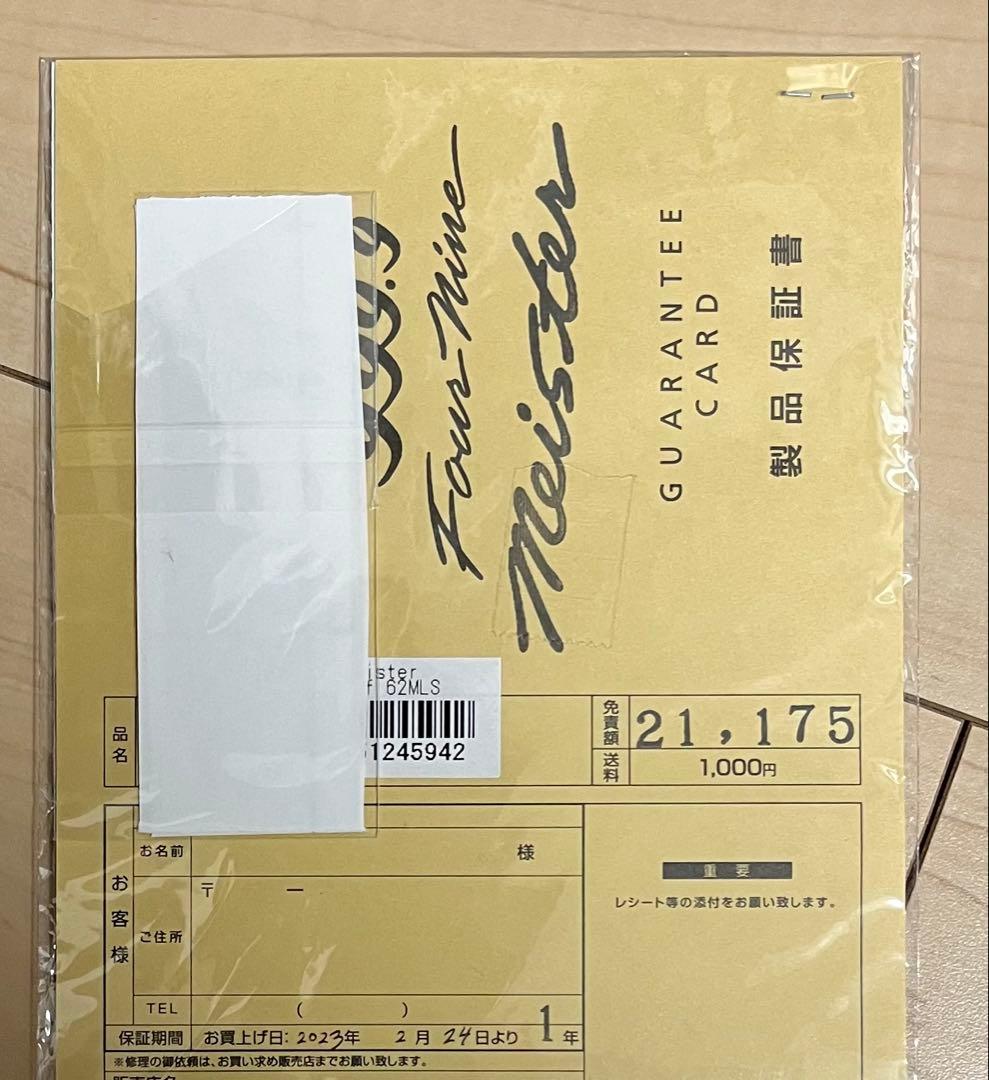 999.9
Four Nine
Meister
GUARANTEE
CARD
製品保証書
ister
f 62MLS
1245942
品名
免責額
21,175
送料
1,000円
お客様
お名前
様
〒 ー
ご住所
TEL ( )
保証期間 お買上げ日: 2023年 2月 24日より 1年
※修理の御依頼は、お買い求め販売店までお願い致します。
重要
レシート等の添付をお願い致します。